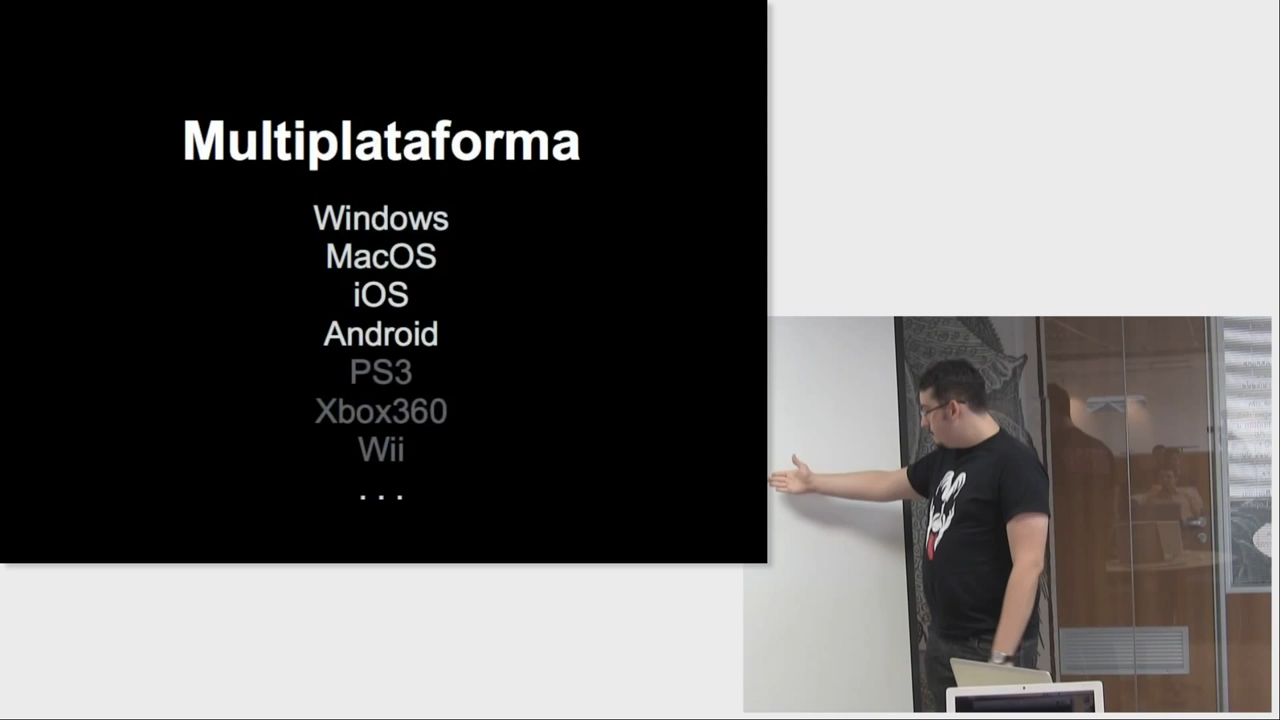 Multiplataforma
Windows
MacOS
iOS
Android
PS3
Xbox360
Wii
. . .